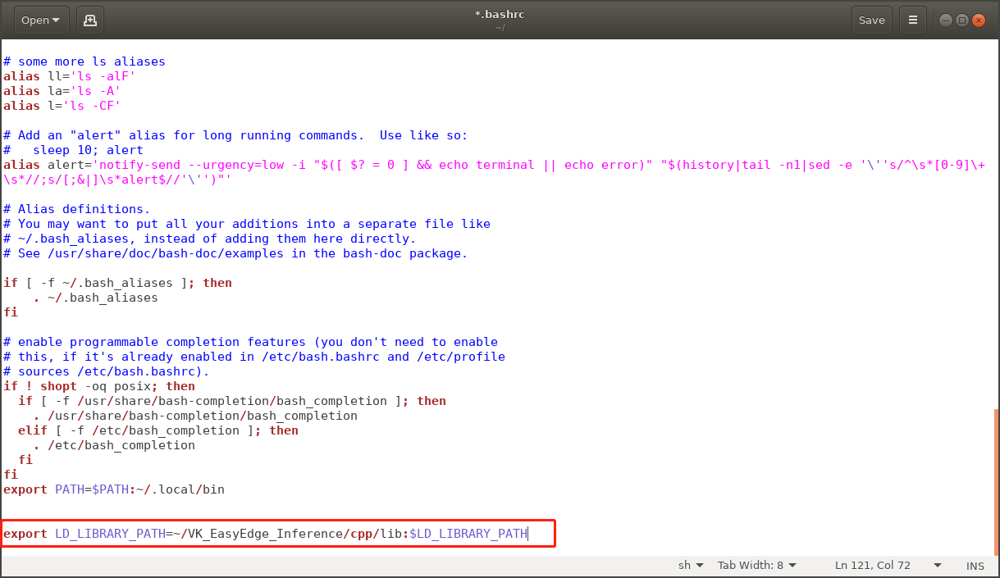 Open
*.bashrc
~/
Save
# some more ls aliases
alias ll='ls -alF'
alias la='ls -A'
alias l='ls -CF'
# Add an "alert" alias for long running commands.  Use like so:
#   sleep 10; alert
alias alert='notify-send --urgency=low -i "$([ $? = 0 ] && echo terminal || echo error)" "$(history|tail -n1|sed -e '\''s/^\s*[0-9]\+
\s*//;s/[;&|]\s*alert$//'\'')"'
# Alias definitions.
# You may want to put all your additions into a separate file like
# ~/.bash_aliases, instead of adding them here directly.
# See /usr/share/doc/bash-doc/examples in the bash-doc package.
if [ -f ~/.bash_aliases ]; then
    . ~/.bash_aliases
fi
# enable programmable completion features (you don't need to enable
# this, if it's already enabled in /etc/bash.bashrc and /etc/profile
# sources /etc/bash.bashrc).
if ! shopt -oq posix; then
  if [ -f /usr/share/bash-completion/bash_completion ]; then
    . /usr/share/bash-completion/bash_completion
  elif [ -f /etc/bash_completion ]; then
    . /etc/bash_completion
  fi
fi
export PATH=$PATH:~/.local/bin
export LD_LIBRARY_PATH=~/VK_EasyEdge_Inference/cpp/lib:$LD_LIBRARY_PATH
sh
Tab Width: 8
Ln 121, Col 72
INS